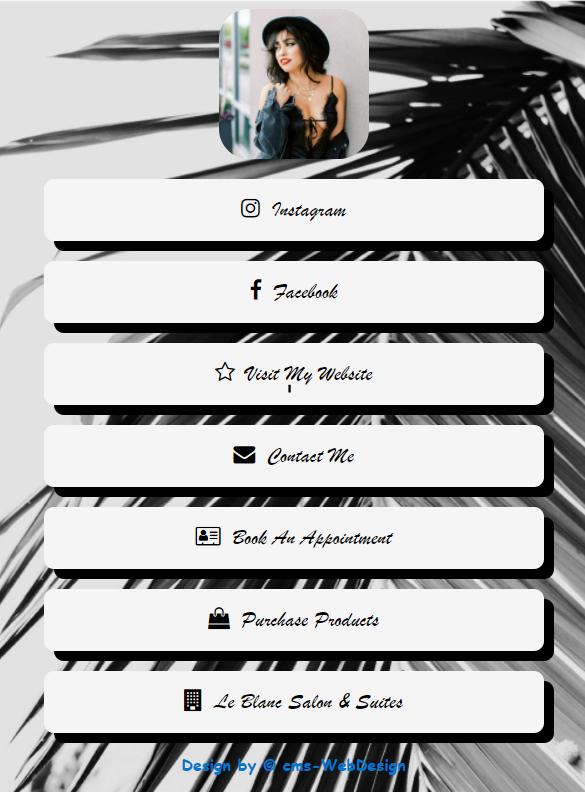 Instagram
Facebook
Visit My Website
Contact Me
Book An Appointment
Purchase Products
Le Blanc Salon & Suites
Design by © cms-WebDesign